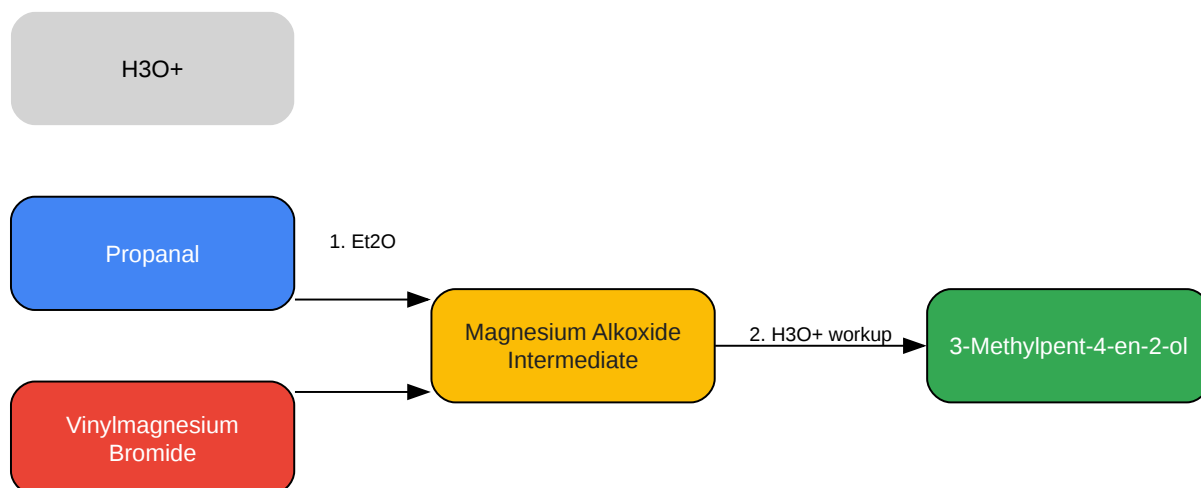 H3O+
Propanal
1. Et2O
Magnesium Alkoxide
Intermediate
2. H3O+ workup
3-Methylpent-4-en-2-ol
Vinylmagnesium
Bromide